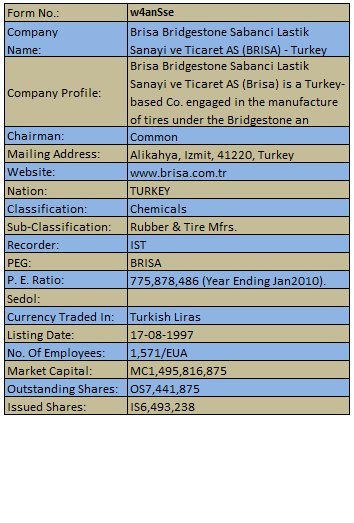 Form No.: w4anSse
Company Brisa Bridgestone Sabanci Lastik
Name: Sanayi ve Ticaret AS (BRISA) - Turkey
Brisa Bridgestone Sabanci Lastik
Sanayi ve Ticaret AS (Brisa) is a Turkey-
Company Profile: based Co. engaged in the manufacture
of tires under the Bridgestone an
Chairman: Common
Mailing Address: Alikahya, Izmit, 41220, Turkey
Website: www.brisa.com.tr
Nation: TURKEY
Classification: Chemicals
Sub-Classification: Rubber & Tire Mfrs.
Recorder: IST
PEG: BRISA
P. E. Ratio: 775,878,486 (Year Ending Jan2010).
Sedol:
Currency Traded In: Turkish Liras
Listing Date: 17-08-1997
No. Of Employees: 1,571/EUA
Market Capital: MC1,495,816,875
Outstanding Shares: OS7,441,875
Issued Shares: IS6,493,238